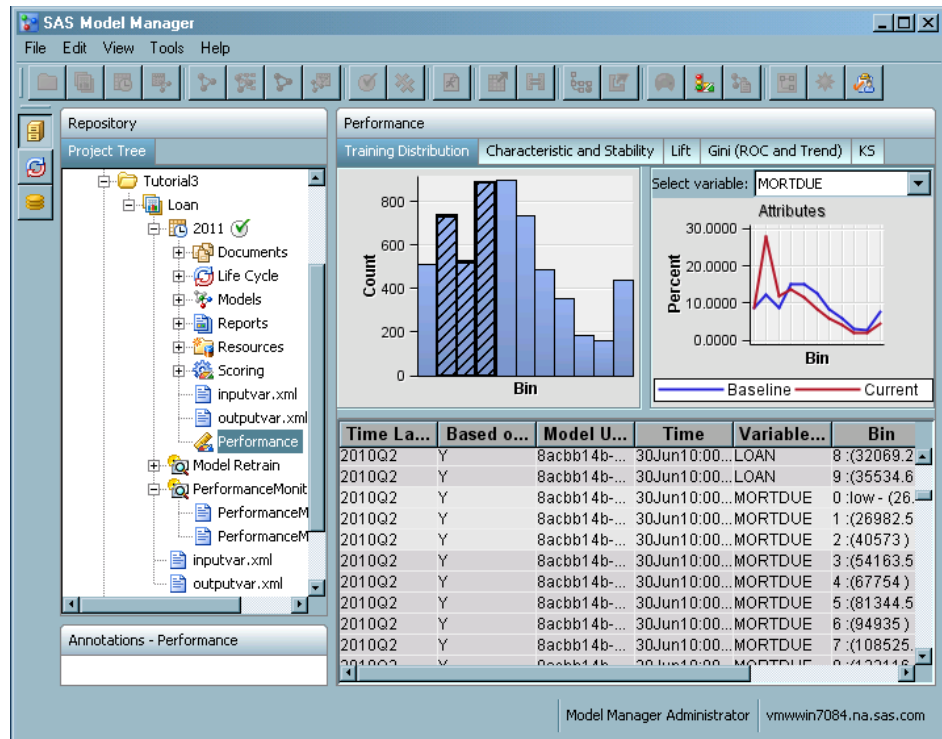 SAS Model Manager
File Edit View Tools Help
Repository
Project Tree
Tutorial3
Loan
2011
Documents
Life Cycle
Models
Reports
Resources
Scoring
inputvar.xml
outputvar.xml
Performance
Model Retrain
PerformanceMonit
PerformanceM
PerformanceM
inputvar.xml
outputvar.xml
Annotations - Performance
Performance
Training Distribution Characteristic and Stability Lift Gini (ROC and Trend) KS
800
600
400
200
0
Count
Bin
Select variable: MORTDUE
Attributes
30.0000
20.0000
10.0000
0.0000
Percent
Bin
Baseline Current
Time La... Based o... Model U... Time Variable... Bin
2010Q2 Y 8acbb14b-... 30Jun10:00... LOAN 8 :(32069.2
2010Q2 Y 8acbb14b-... 30Jun10:00... LOAN 9 :(35534.6
2010Q2 Y 8acbb14b-... 30Jun10:00... MORTDUE 0 :low - (26.
2010Q2 Y 8acbb14b-... 30Jun10:00... MORTDUE 1 :(26982.5
2010Q2 Y 8acbb14b-... 30Jun10:00... MORTDUE 2 :(40573 )
2010Q2 Y 8acbb14b-... 30Jun10:00... MORTDUE 3 :(54163.5
2010Q2 Y 8acbb14b-... 30Jun10:00... MORTDUE 4 :(67754 )
2010Q2 Y 8acbb14b-... 30Jun10:00... MORTDUE 5 :(81344.5
2010Q2 Y 8acbb14b-... 30Jun10:00... MORTDUE 6 :(94935 )
2010Q2 Y 8acbb14b-... 30Jun10:00... MORTDUE 7 :(108525.
Model Manager Administrator vmwwin7084.na.sas.com